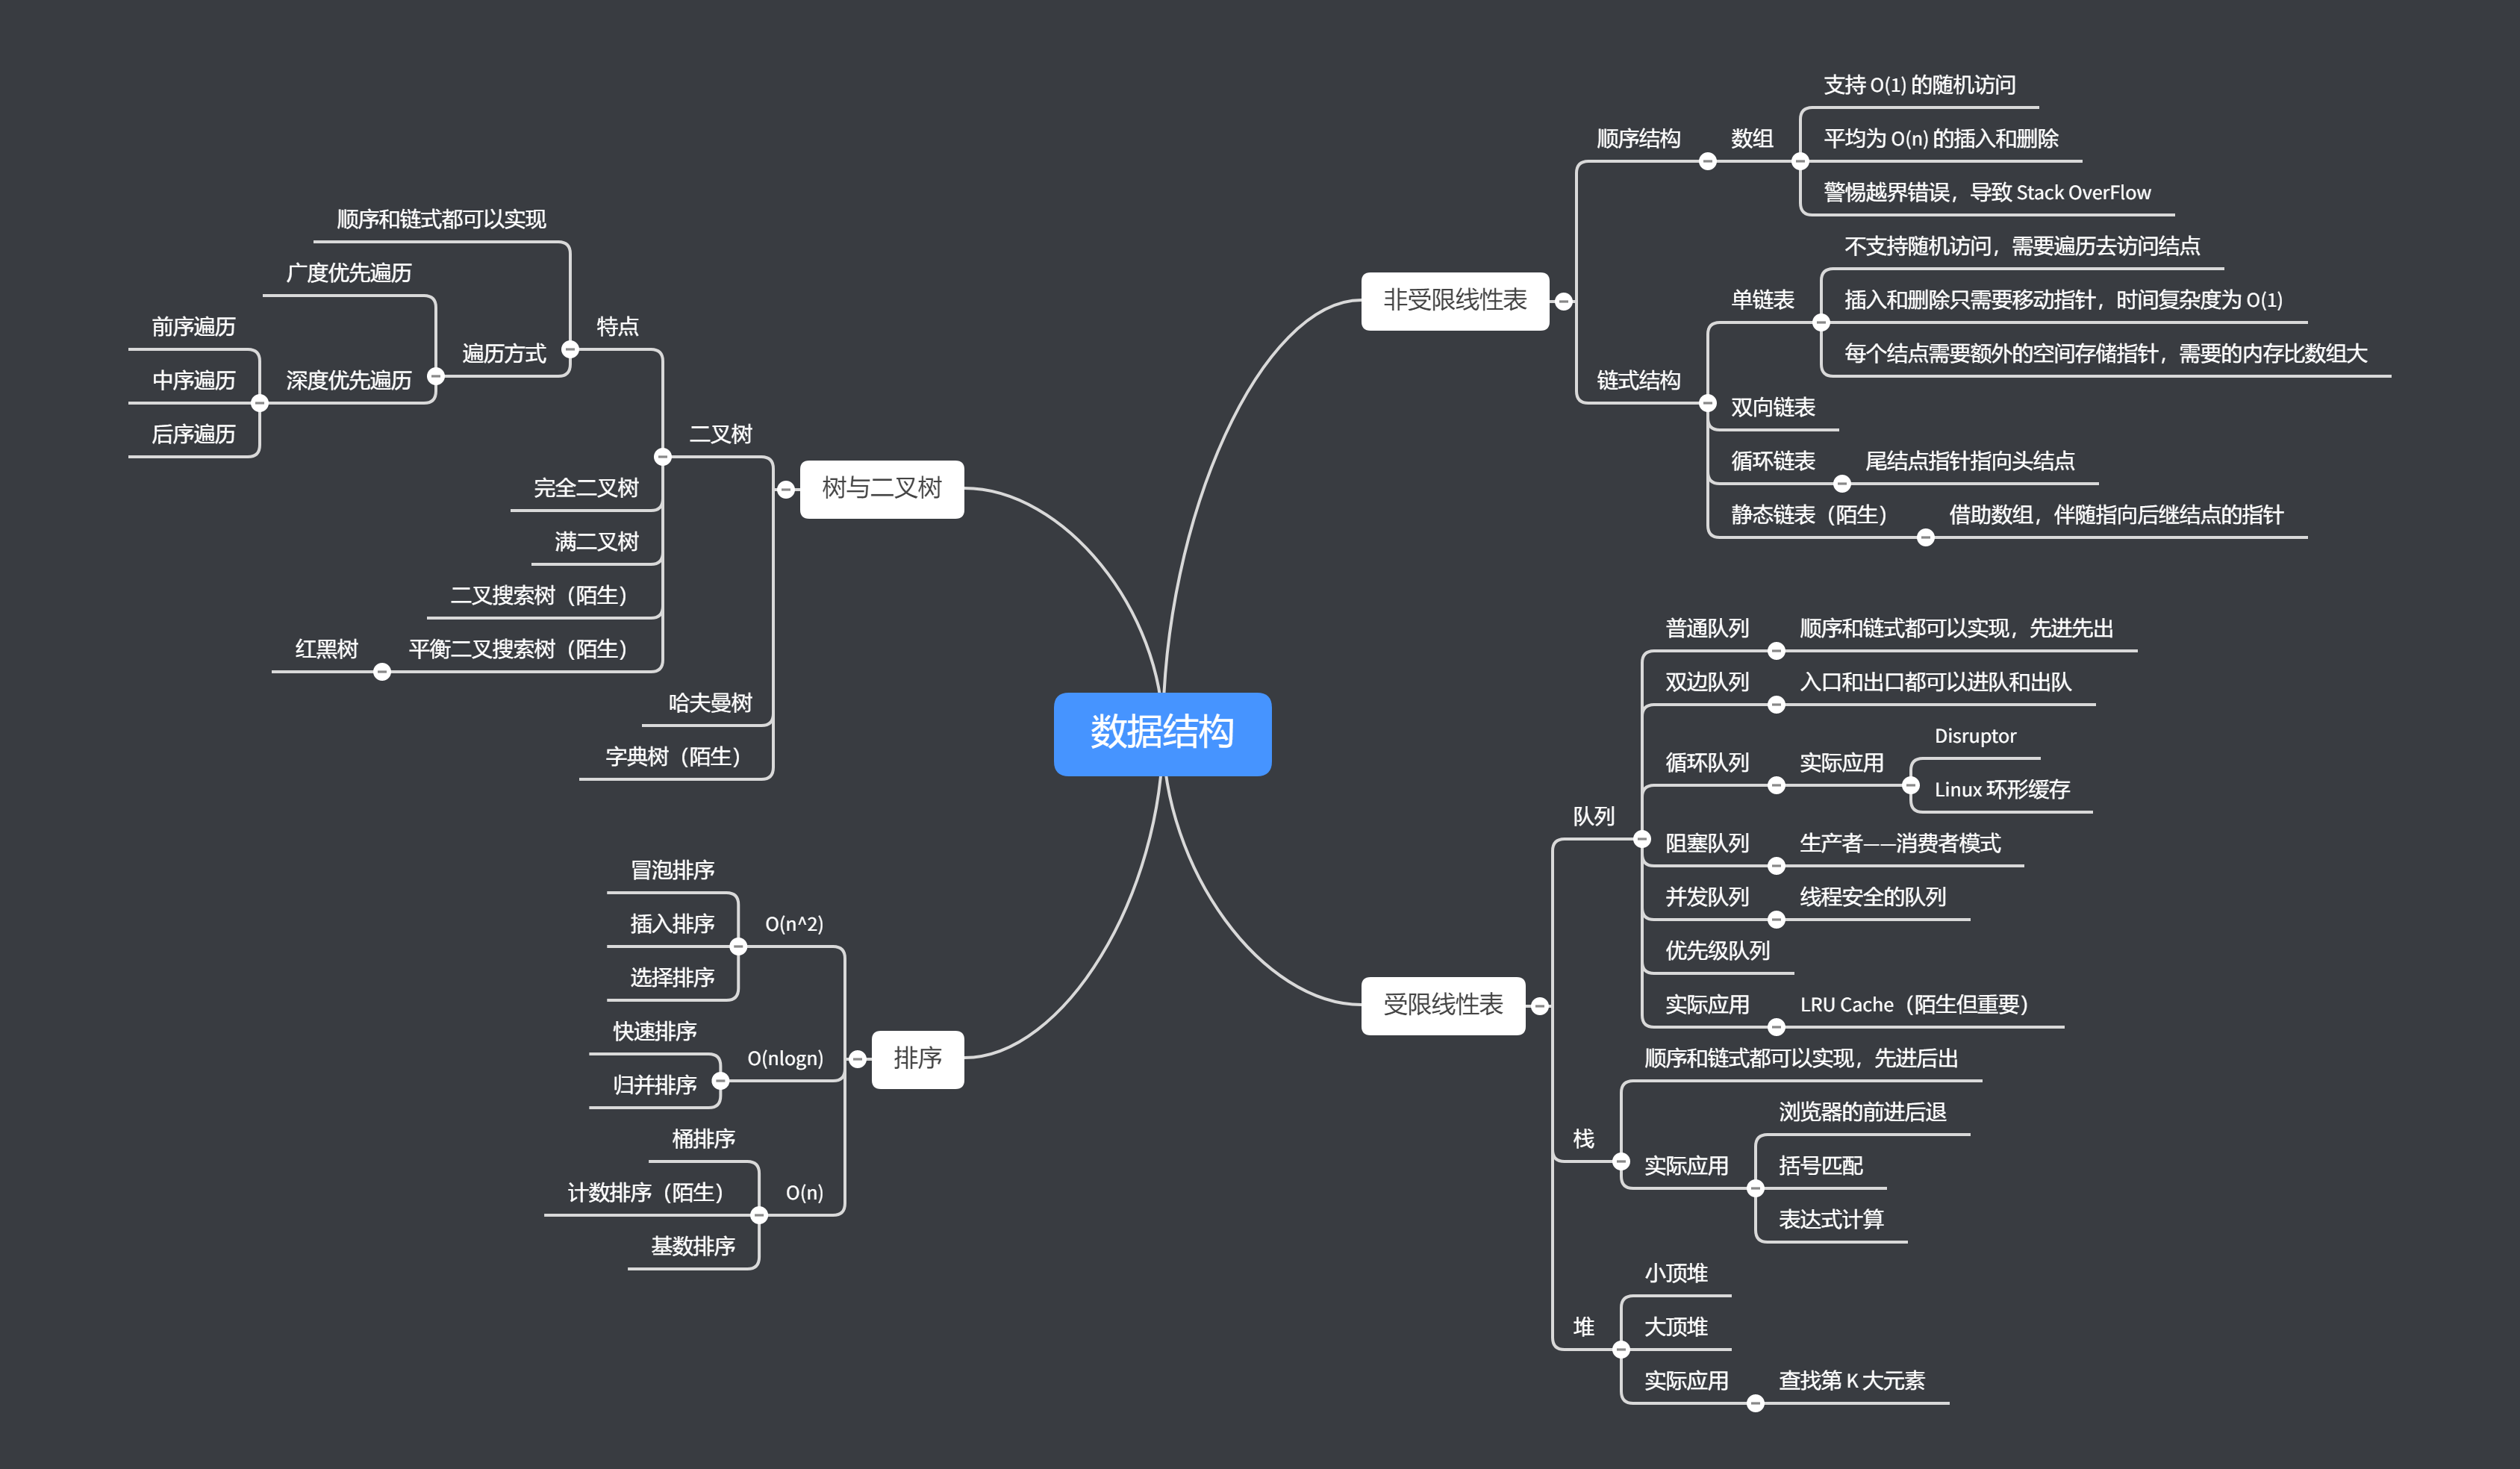 数据结构
非受限线性表
顺序结构
数组
支持 O(1) 的随机访问
平均为 O(n) 的插入和删除
警惕越界错误，导致 Stack OverFlow
链式结构
单链表
不支持随机访问，需要遍历去访问结点
插入和删除只需要移动指针，时间复杂度为 O(1)
每个结点需要额外的空间存储指针，需要的内存比数组大
双向链表
循环链表
尾结点指针指向头结点
静态链表（陌生）
借助数组，伴随指向后继结点的指针
受限线性表
队列
普通队列
顺序和链式都可以实现，先进先出
双边队列
入口和出口都可以进队和出队
循环队列
实际应用
Disruptor
Linux 环形缓存
阻塞队列
生产者——消费者模式
并发队列
线程安全的队列
优先级队列
实际应用
LRU Cache（陌生但重要）
栈
顺序和链式都可以实现，先进后出
实际应用
浏览器的前进后退
括号匹配
表达式计算
堆
小顶堆
大顶堆
实际应用
查找第 K 大元素
树与二叉树
二叉树
特点
顺序和链式都可以实现
遍历方式
广度优先遍历
深度优先遍历
前序遍历
中序遍历
后序遍历
完全二叉树
满二叉树
二叉搜索树（陌生）
平衡二叉搜索树（陌生）
红黑树
哈夫曼树
字典树（陌生）
排序
O(n^2)
冒泡排序
插入排序
选择排序
O(nlogn)
快速排序
归并排序
O(n)
桶排序
计数排序（陌生）
基数排序